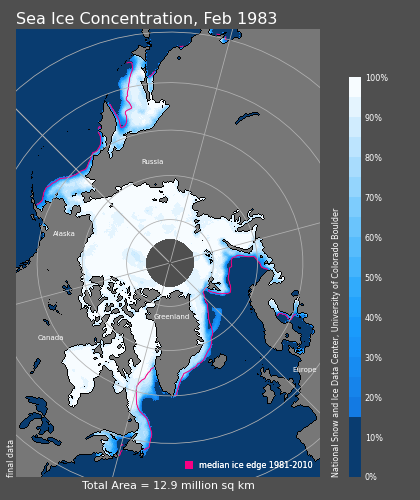 Sea Ice Concentration, Feb 1983
Russia
Alaska
Greenland
Canada
Europe
100%
90%
80%
70%
60%
50%
40%
30%
20%
10%
0%
National Snow and Ice Data Center, University of Colorado Boulder
final data
median ice edge 1981-2010
Total Area = 12.9 million sq km